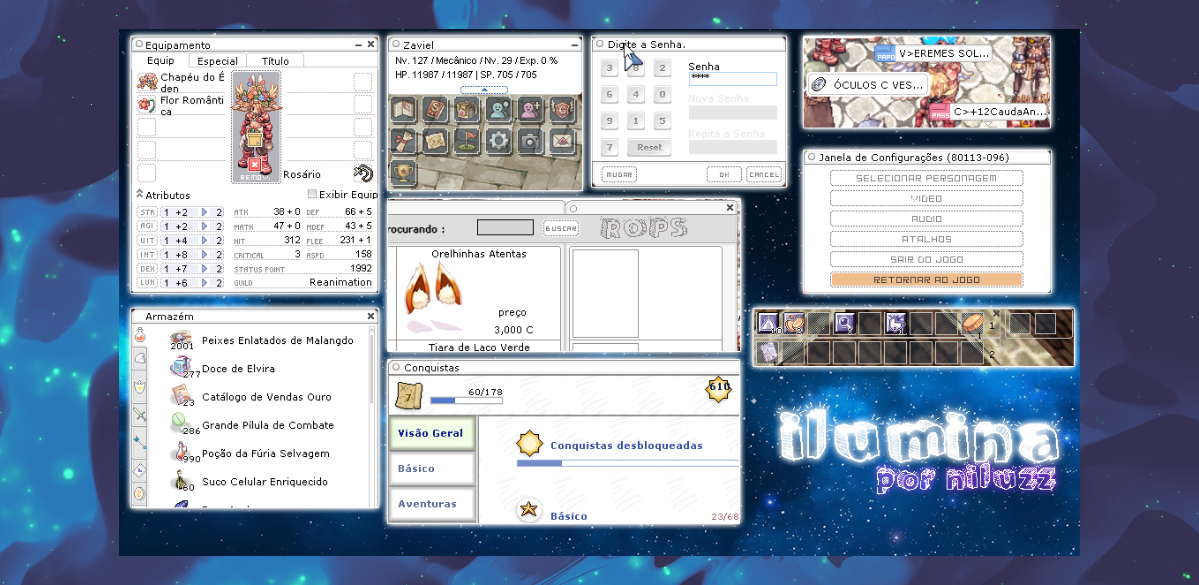 Equipamento
Equip
Especial
Título
Chapéu do É
den
Flor Românti
ca
Rosário
Atributos
Exibir Equip
STR 1 +2 2
AGI 1 +2 2
VIT 1 +4 2
INT 1 +8 2
DEX 1 +7 2
LUK 1 +6 2
ATK 38 + 0 DEF 66 + 5
MATK 47 + 0 MDEF 43 + 5
HIT 312 FLEE 231 + 1
CRITICAL 3 ASPD 158
STATUS POINT 1992
GUILD Reanimation
Armazém
2001 Peixes Enlatados de Malangdo
277 Doce de Elvira
23 Catálogo de Vendas Ouro
286 Grande Pílula de Combate
990 Poção da Fúria Selvagem
60 Suco Celular Enriquecido
Zaviel
Nv. 127 / Mecânico / Nv. 29 / Exp. 0 %
HP. 11987 / 11987 | SP. 705 / 705
rocurando :
BUSCAR
ROPS
Orelhinhas Atentas
preço
3,000 C
Tiara de Laco Verde
Conquistas
60/178
610
Visão Geral
Básico
Aventuras
Conquistas desbloqueadas
Básico
23/68
Digite a Senha.
3 8 2
6 4 0
9 1 5
7 Reset
Senha
****
Nova Senha
Repita a Senha
MUDAR
OK
CANCEL
PAPO V>EREMES SOL...
ÓCULOS C VES...
PASS C>+12CaudaAn...
Janela de Configurações (80113-096)
SELECIONAR PERSONAGEM
VIDEO
AUDIO
ATALHOS
SAIR DO JOGO
RETORNAR AO JOGO
1
2
ilumina
por niluzz